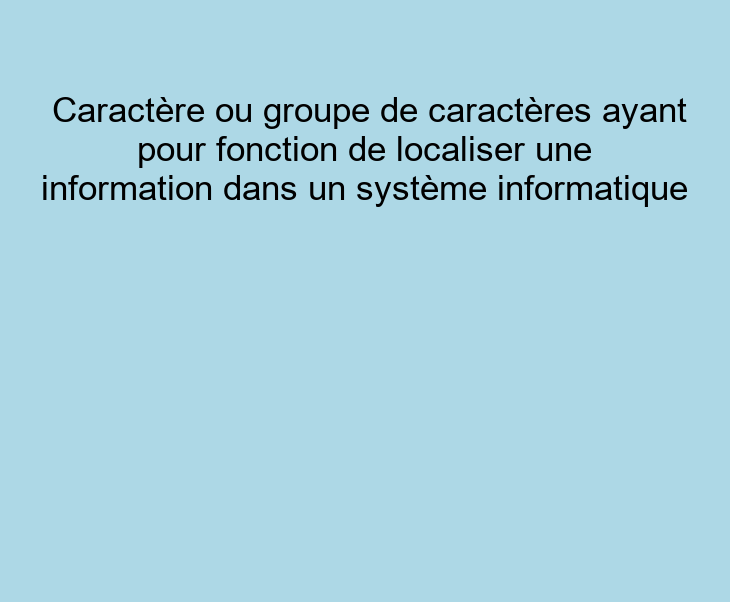 Caractère ou groupe de caractères ayant
pour fonction de localiser une
information dans un système informatique